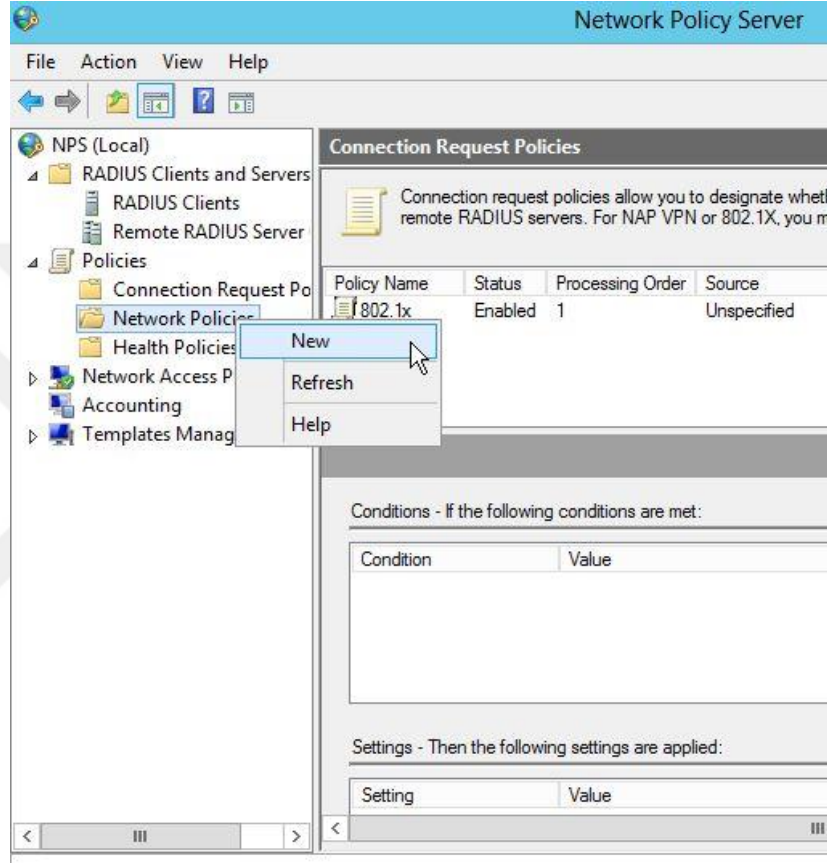 Network Policy Server
File Action View Help
NPS (Local)
RADIUS Clients and Servers
RADIUS Clients
Remote RADIUS Server
Policies
Connection Request Po
Network Policies
Health Policies
Network Access P
Accounting
Templates Manag
New
Refresh
Help
Connection Request Policies
Connection request policies allow you to designate whetl
remote RADIUS servers. For NAP VPN or 802.1X, you m
Policy Name Status Processing Order Source
802.1x Enabled 1 Unspecified
Conditions - If the following conditions are met:
Condition Value
Settings - Then the following settings are applied:
Setting Value